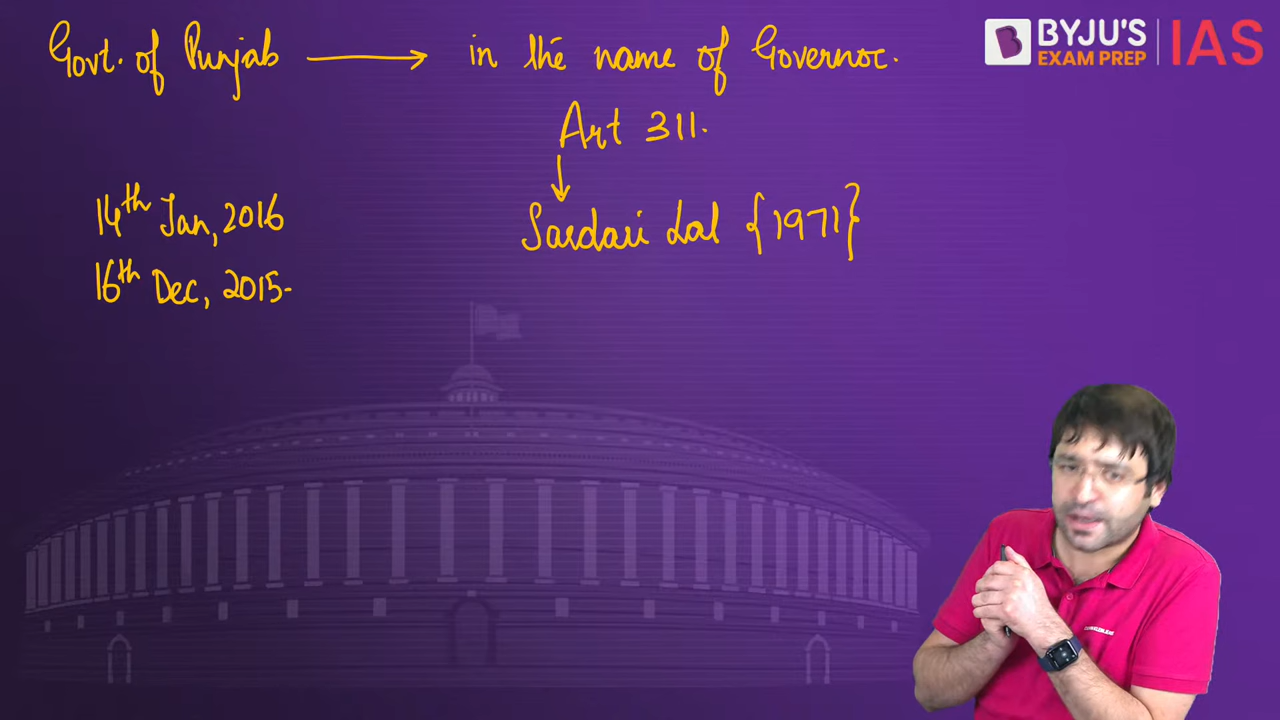 Govt. of Punjab → in the name of Governor.
Art 311.
↓
Sardari Lal {1971}
14th Jan, 2016
16th Dec, 2015.
BYJU'S
EXAM PREP
IAS